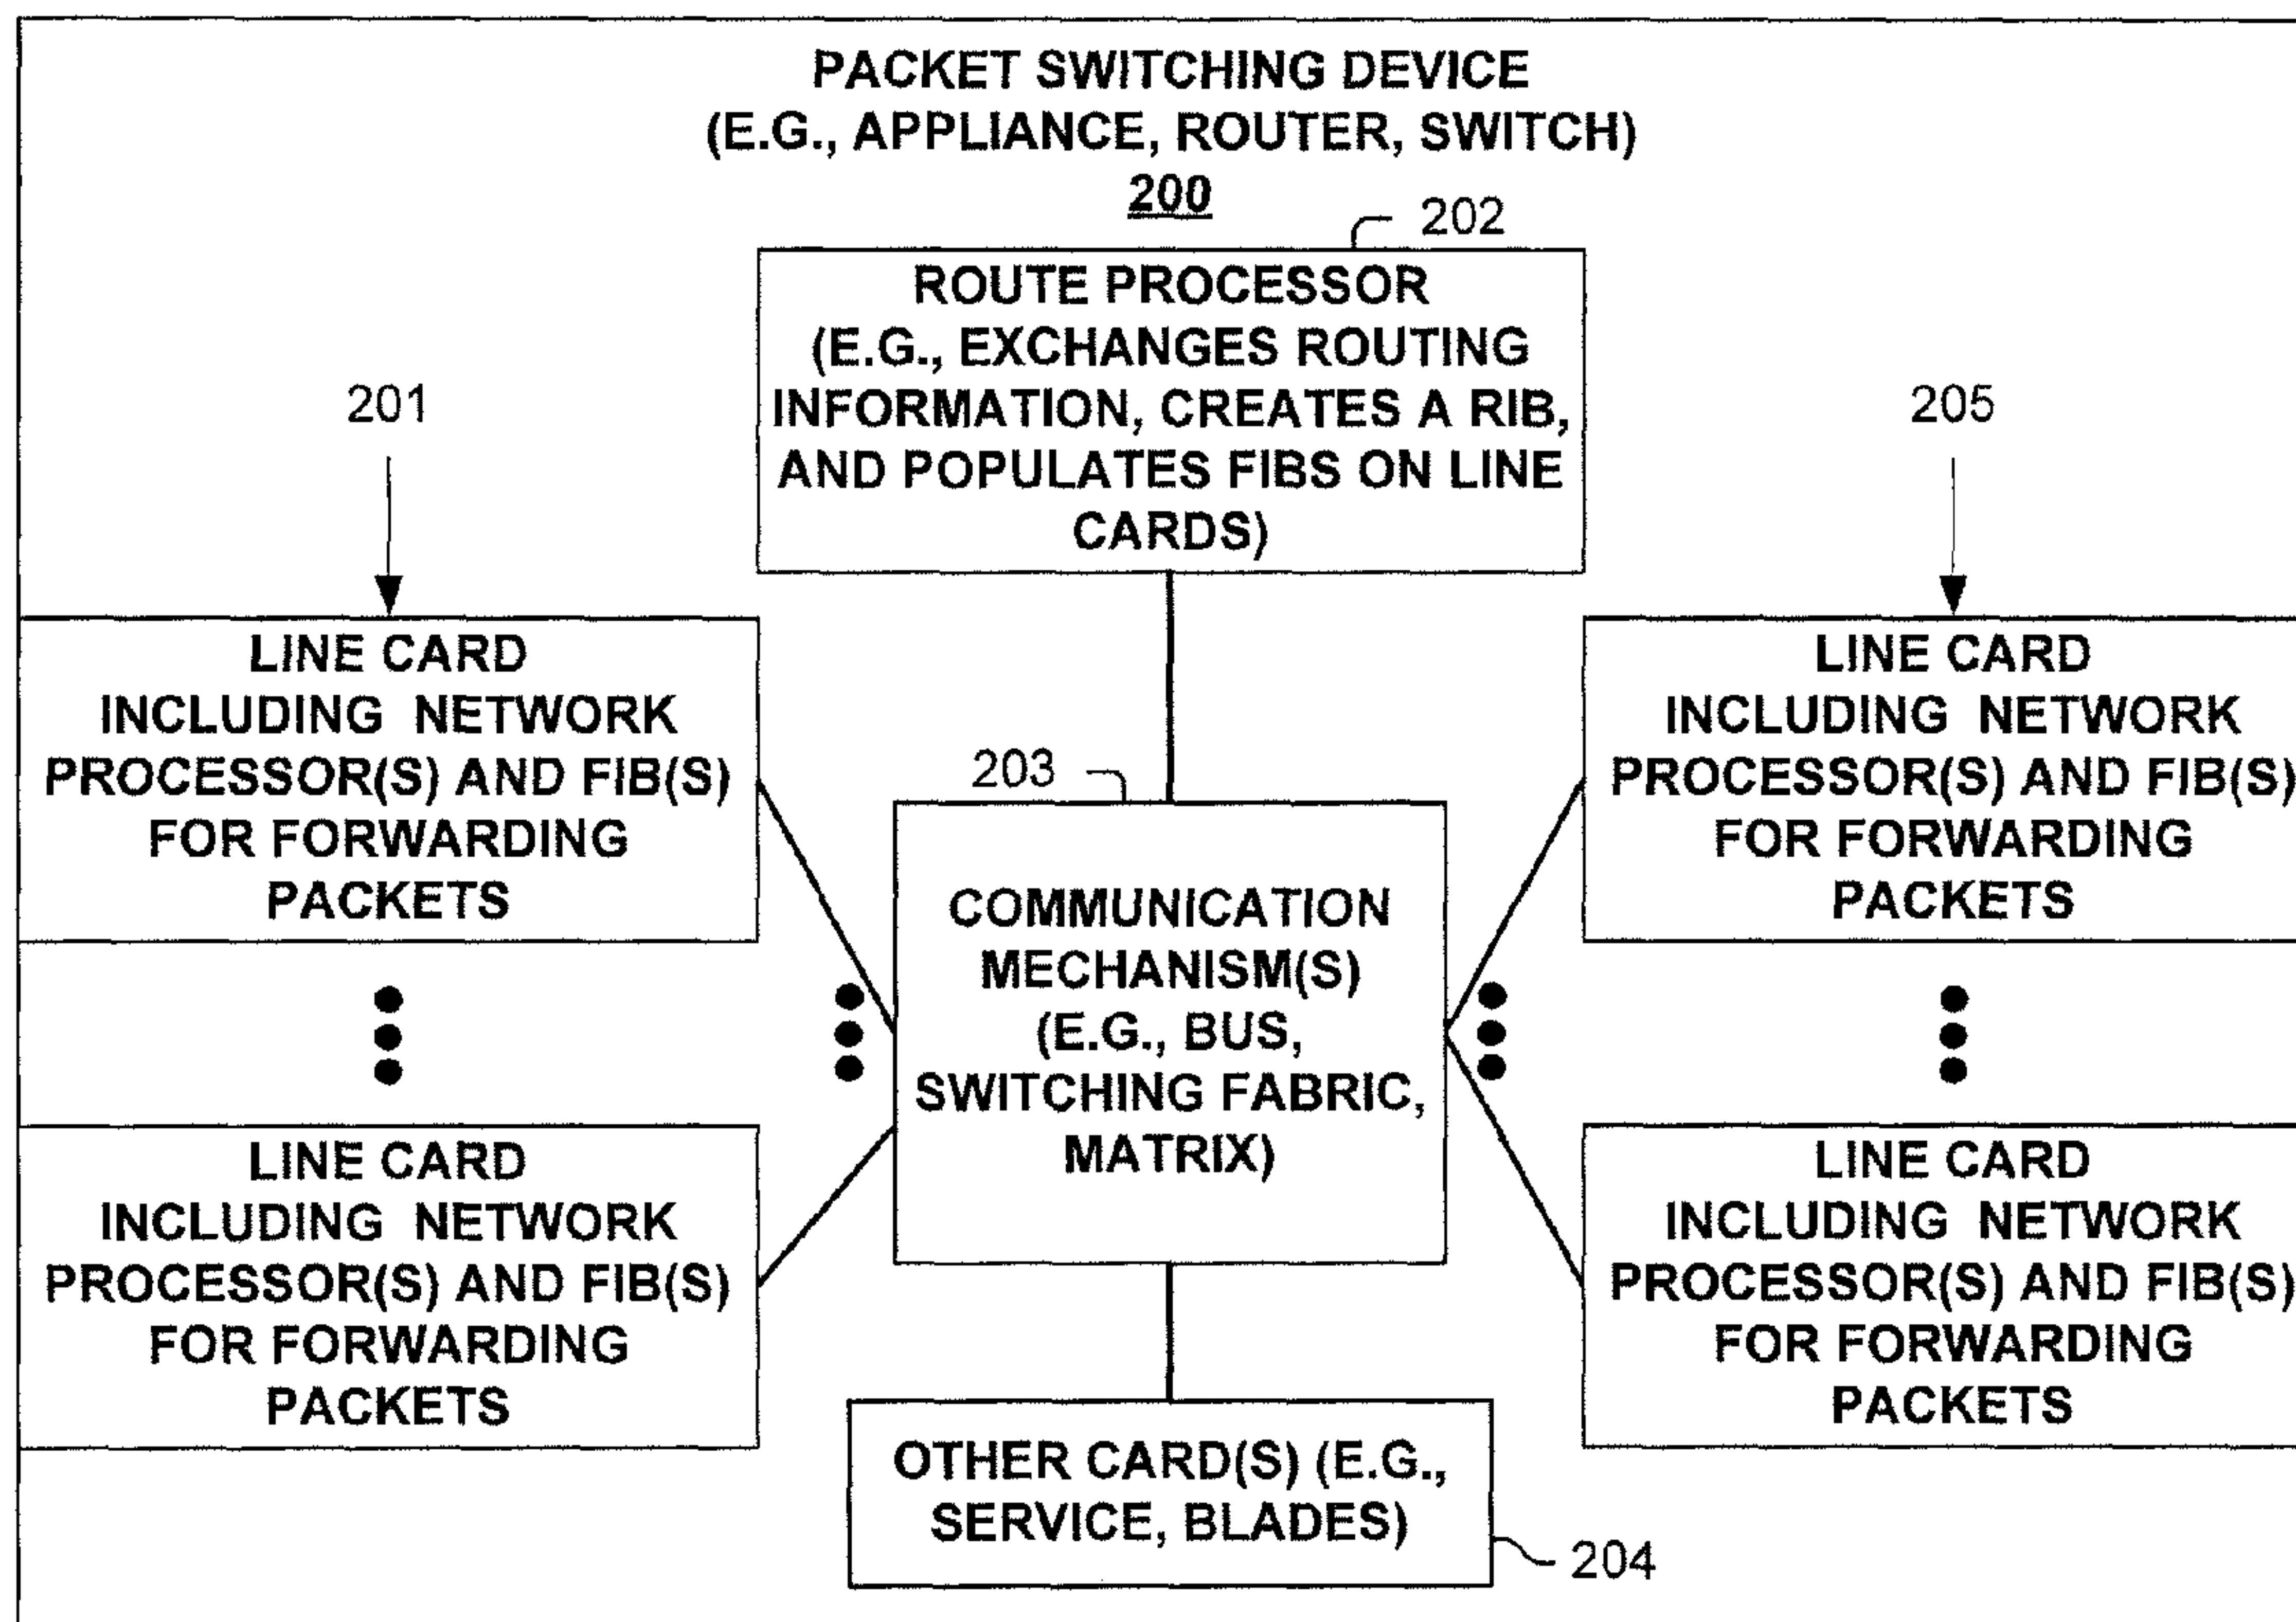 PACKET SWITCHING DEVICE
(E.G., APPLIANCE, ROUTER, SWITCH)
200
202
ROUTE PROCESSOR
(E.G., EXCHANGES ROUTING
INFORMATION, CREATES A RIB,
AND POPULATES FIBS ON LINE
CARDS)
201
LINE CARD
INCLUDING NETWORK
PROCESSOR(S) AND FIB(S)
FOR FORWARDING
PACKETS
LINE CARD
INCLUDING NETWORK
PROCESSOR(S) AND FIB(S)
FOR FORWARDING
PACKETS
203
COMMUNICATION
MECHANISM(S)
(E.G., BUS,
SWITCHING FABRIC,
MATRIX)
205
LINE CARD
INCLUDING NETWORK
PROCESSOR(S) AND FIB(S)
FOR FORWARDING
PACKETS
LINE CARD
INCLUDING NETWORK
PROCESSOR(S) AND FIB(S)
FOR FORWARDING
PACKETS
OTHER CARD(S) (E.G.,
SERVICE, BLADES)
204